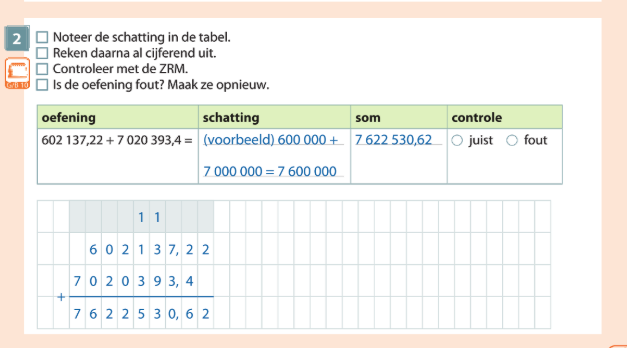 2
Noteer de schatting in de tabel.
Reken daarna al cijferend uit.
Controleer met de ZRM.
Is de oefening fout? Maak ze opnieuw.
oefening schatting som controle
602 137,22 + 7 020 393,4 = (voorbeeld) 600 000 + 7 622 530,62 juist fout
7 000 000 = 7 600 000
1 1
6 0 2 1 3 7, 2 2
7 0 2 0 3 9 3, 4
+
7 6 2 2 5 3 0, 6 2